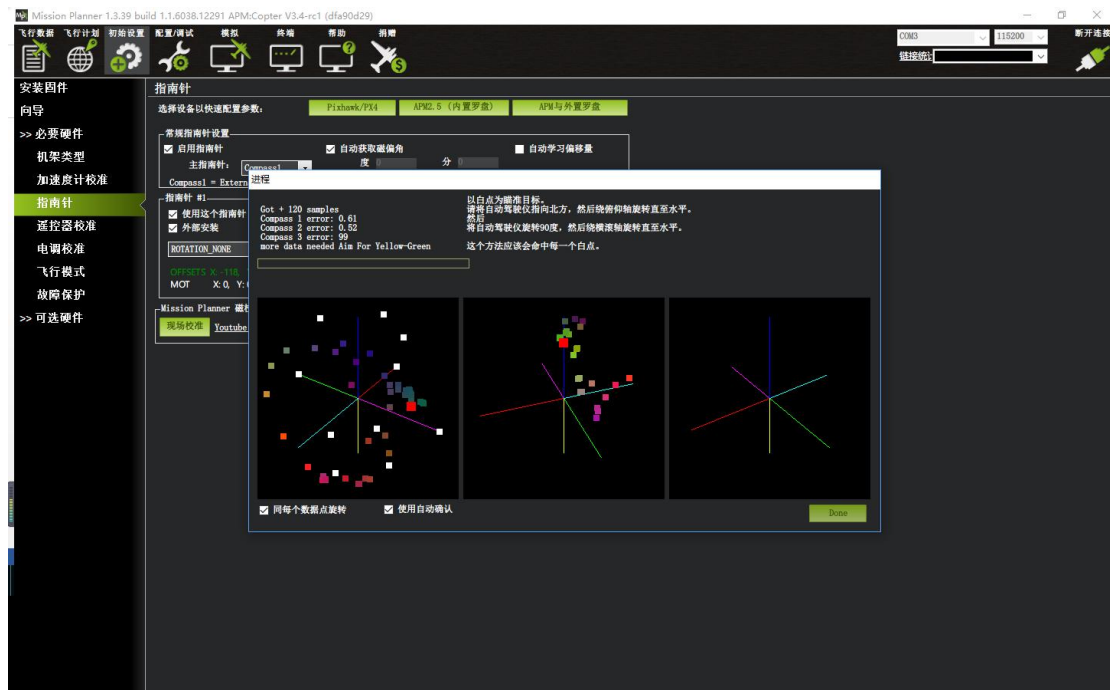 Mission Planner 1.3.39 build 1.1.6038.12291 APM:Copter V3.4-rc1 (dfa90d29)
飞行数据 飞行计划 初始设置 配置/调试 模拟 终端 帮助 捐赠
COM3 115200 断开连接
链接统:
安装固件
向导
>> 必要硬件
机架类型
加速度计校准
指南针
遥控器校准
电调校准
飞行模式
故障保护
>> 可选硬件
指南针
选择设备以快速配置参数: Pixhawk/PX4 APM2.5 (内置罗盘) APM与外置罗盘
常规指南针设置
启用指南针 自动获取磁偏角 自动学习偏移量
主指南针: Compass1 度 0 分 0
Compass1 = Extern
指南针 #1
使用这个指南针
外部安装
ROTATION_NONE
OFFSETS X: -118,
MOT X: 0, Y:
Mission Planner
现场校准 Youtube
进程
Got + 120 samples
Compass 1 error: 0.61
Compass 2 error: 0.52
Compass 3 error: 99
more data needed Aim For Yellow-Green
以白点为瞄准目标。
请将自动驾驶仪指向北方,然后绕俯仰轴旋转直至水平。
然后
将自动驾驶仪旋转90度,然后绕横滚轴旋转直至水平。
这个方法应该会命中每一个白点。
同每个数据点旋转 使用自动确认
Done